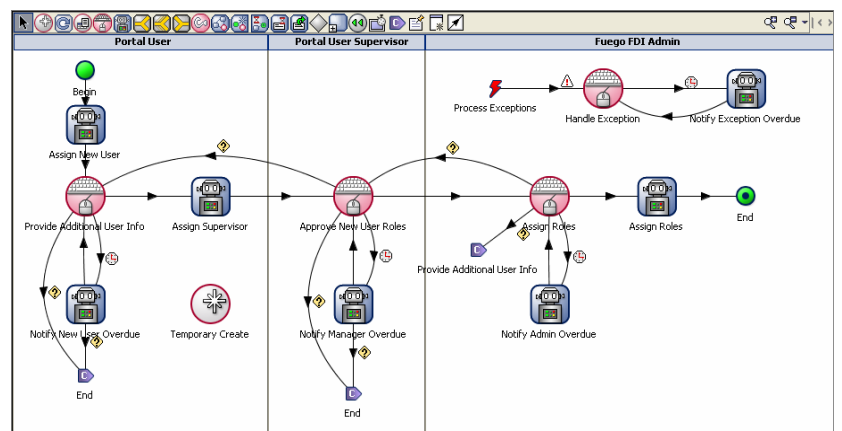 Portal User
Portal User Supervisor
Fuego FDI Admin
Begin
Process Exceptions
Handle Exception
Notify Exception Overdue
Assign New User
Provide Additional User Info
Assign Supervisor
Approve New User Roles
Assign Roles
Assign Roles
End
Provide Additional User Info
Notify New User Overdue
Temporary Create
Notify Manager Overdue
Notify Admin Overdue
End
End